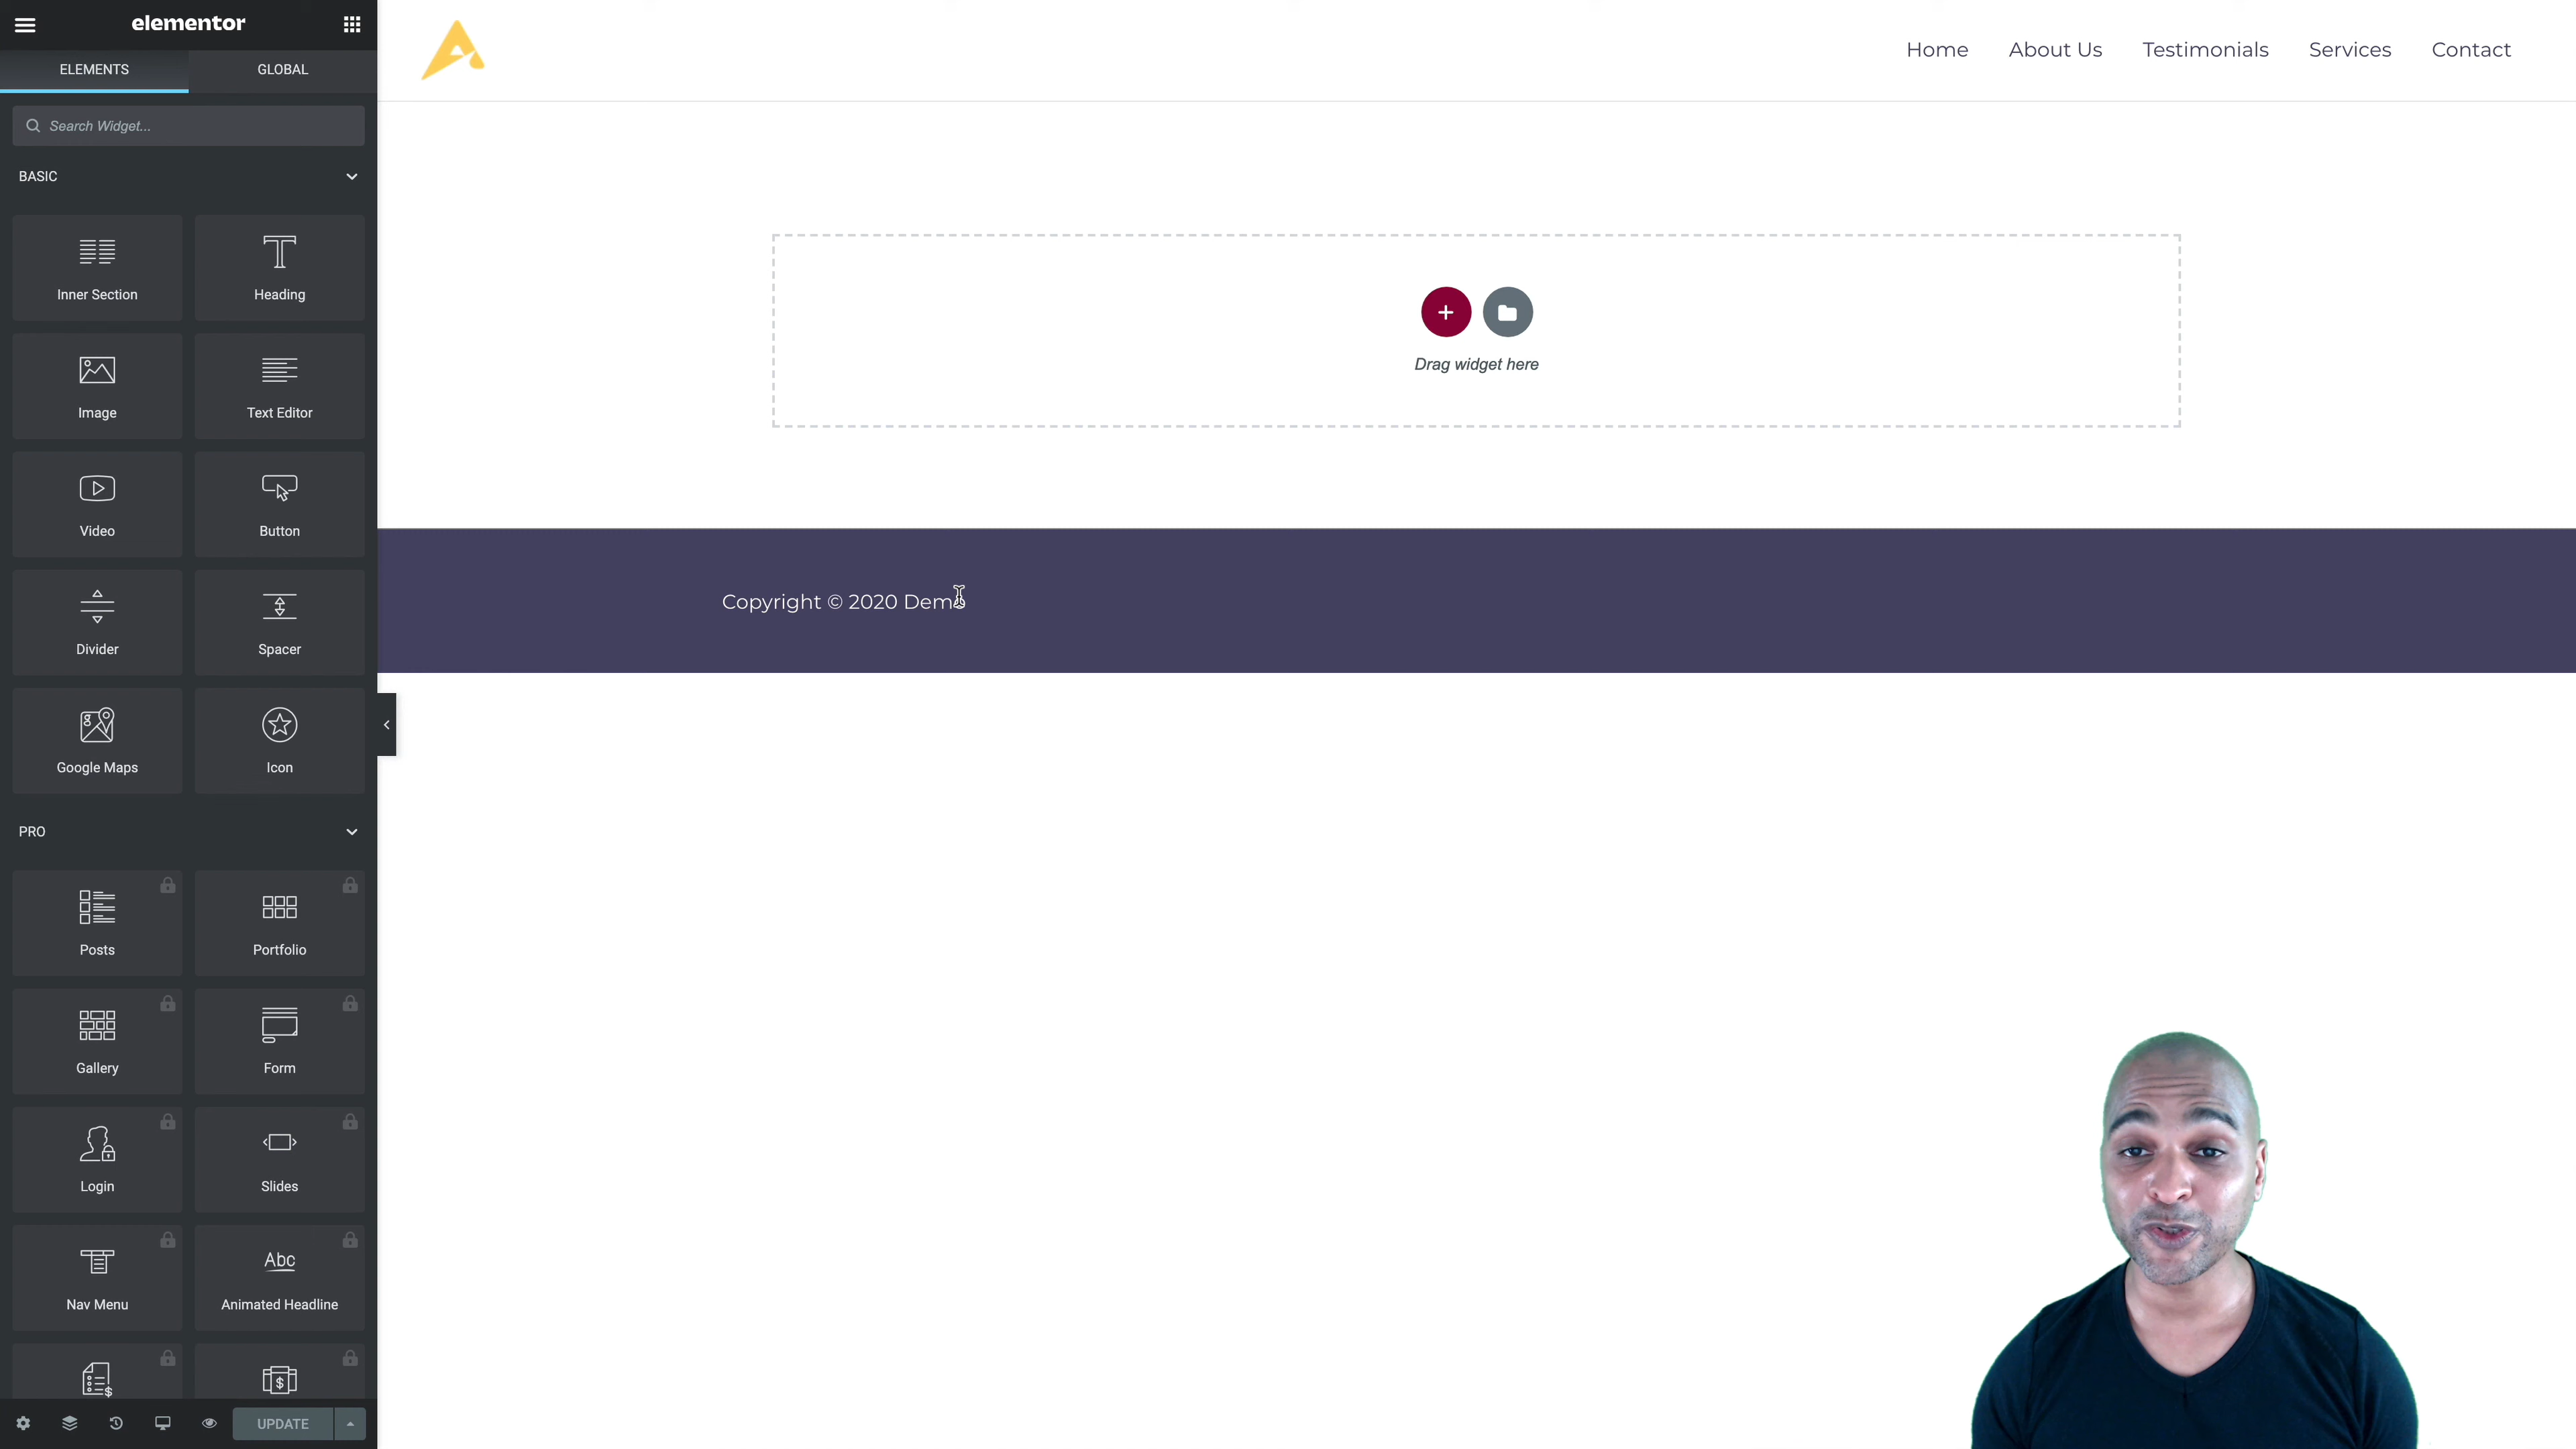 elementor
ELEMENTS GLOBAL
Search Widget...
BASIC
Inner Section Heading
Image Text Editor
Video Button
Divider Spacer
Google Maps Icon
PRO
Posts Portfolio
Gallery Form
Login Slides
Nav Menu Abc Animated Headline
UPDATE
Home About Us Testimonials Services Contact
Drag widget here
Copyright © 2020 Demo